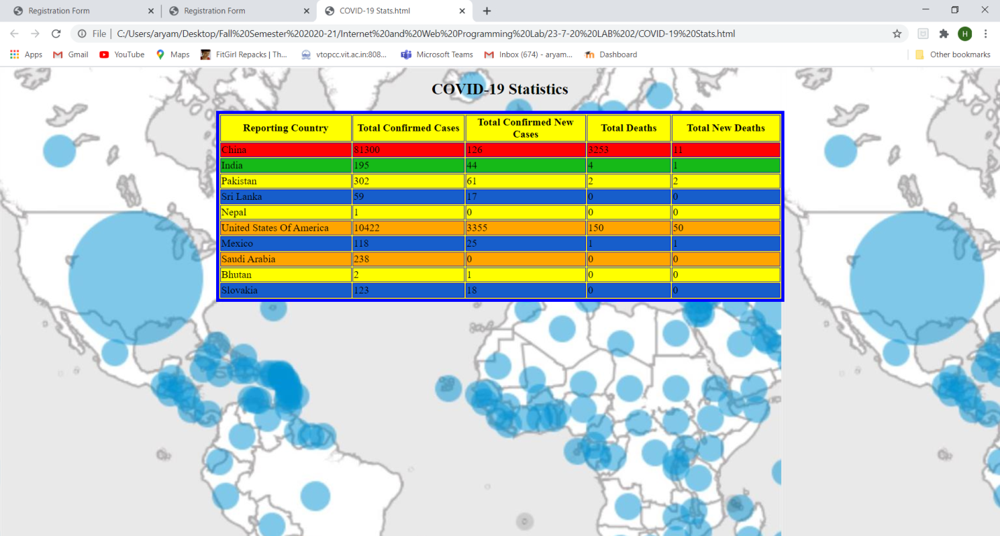 Registration Form
Registration Form
COVID-19 Stats.html
File | C:/Users/aryam/Desktop/Fall%20Semester%202020-21/Internet%20and%20Web%20Programming%20Lab/23-7-20%20LAB%202/COVID-19%20Stats.html
H
Apps Gmail YouTube Maps FitGirl Repacks | Th... vtopcc.vit.ac.in:808... Microsoft Teams Inbox (674) - aryam... Dashboard Other bookmarks
COVID-19 Statistics
Reporting Country Total Confirmed Cases Total Confirmed New Cases Total Deaths Total New Deaths
China 81300 126 3253 11
India 195 44 4 1
Pakistan 302 61 2 2
Sri Lanka 59 17 0 0
Nepal 1 0 0 0
United States Of America 10422 3355 150 50
Mexico 118 25 1 1
Saudi Arabia 238 0 0 0
Bhutan 2 1 0 0
Slovakia 123 18 0 0